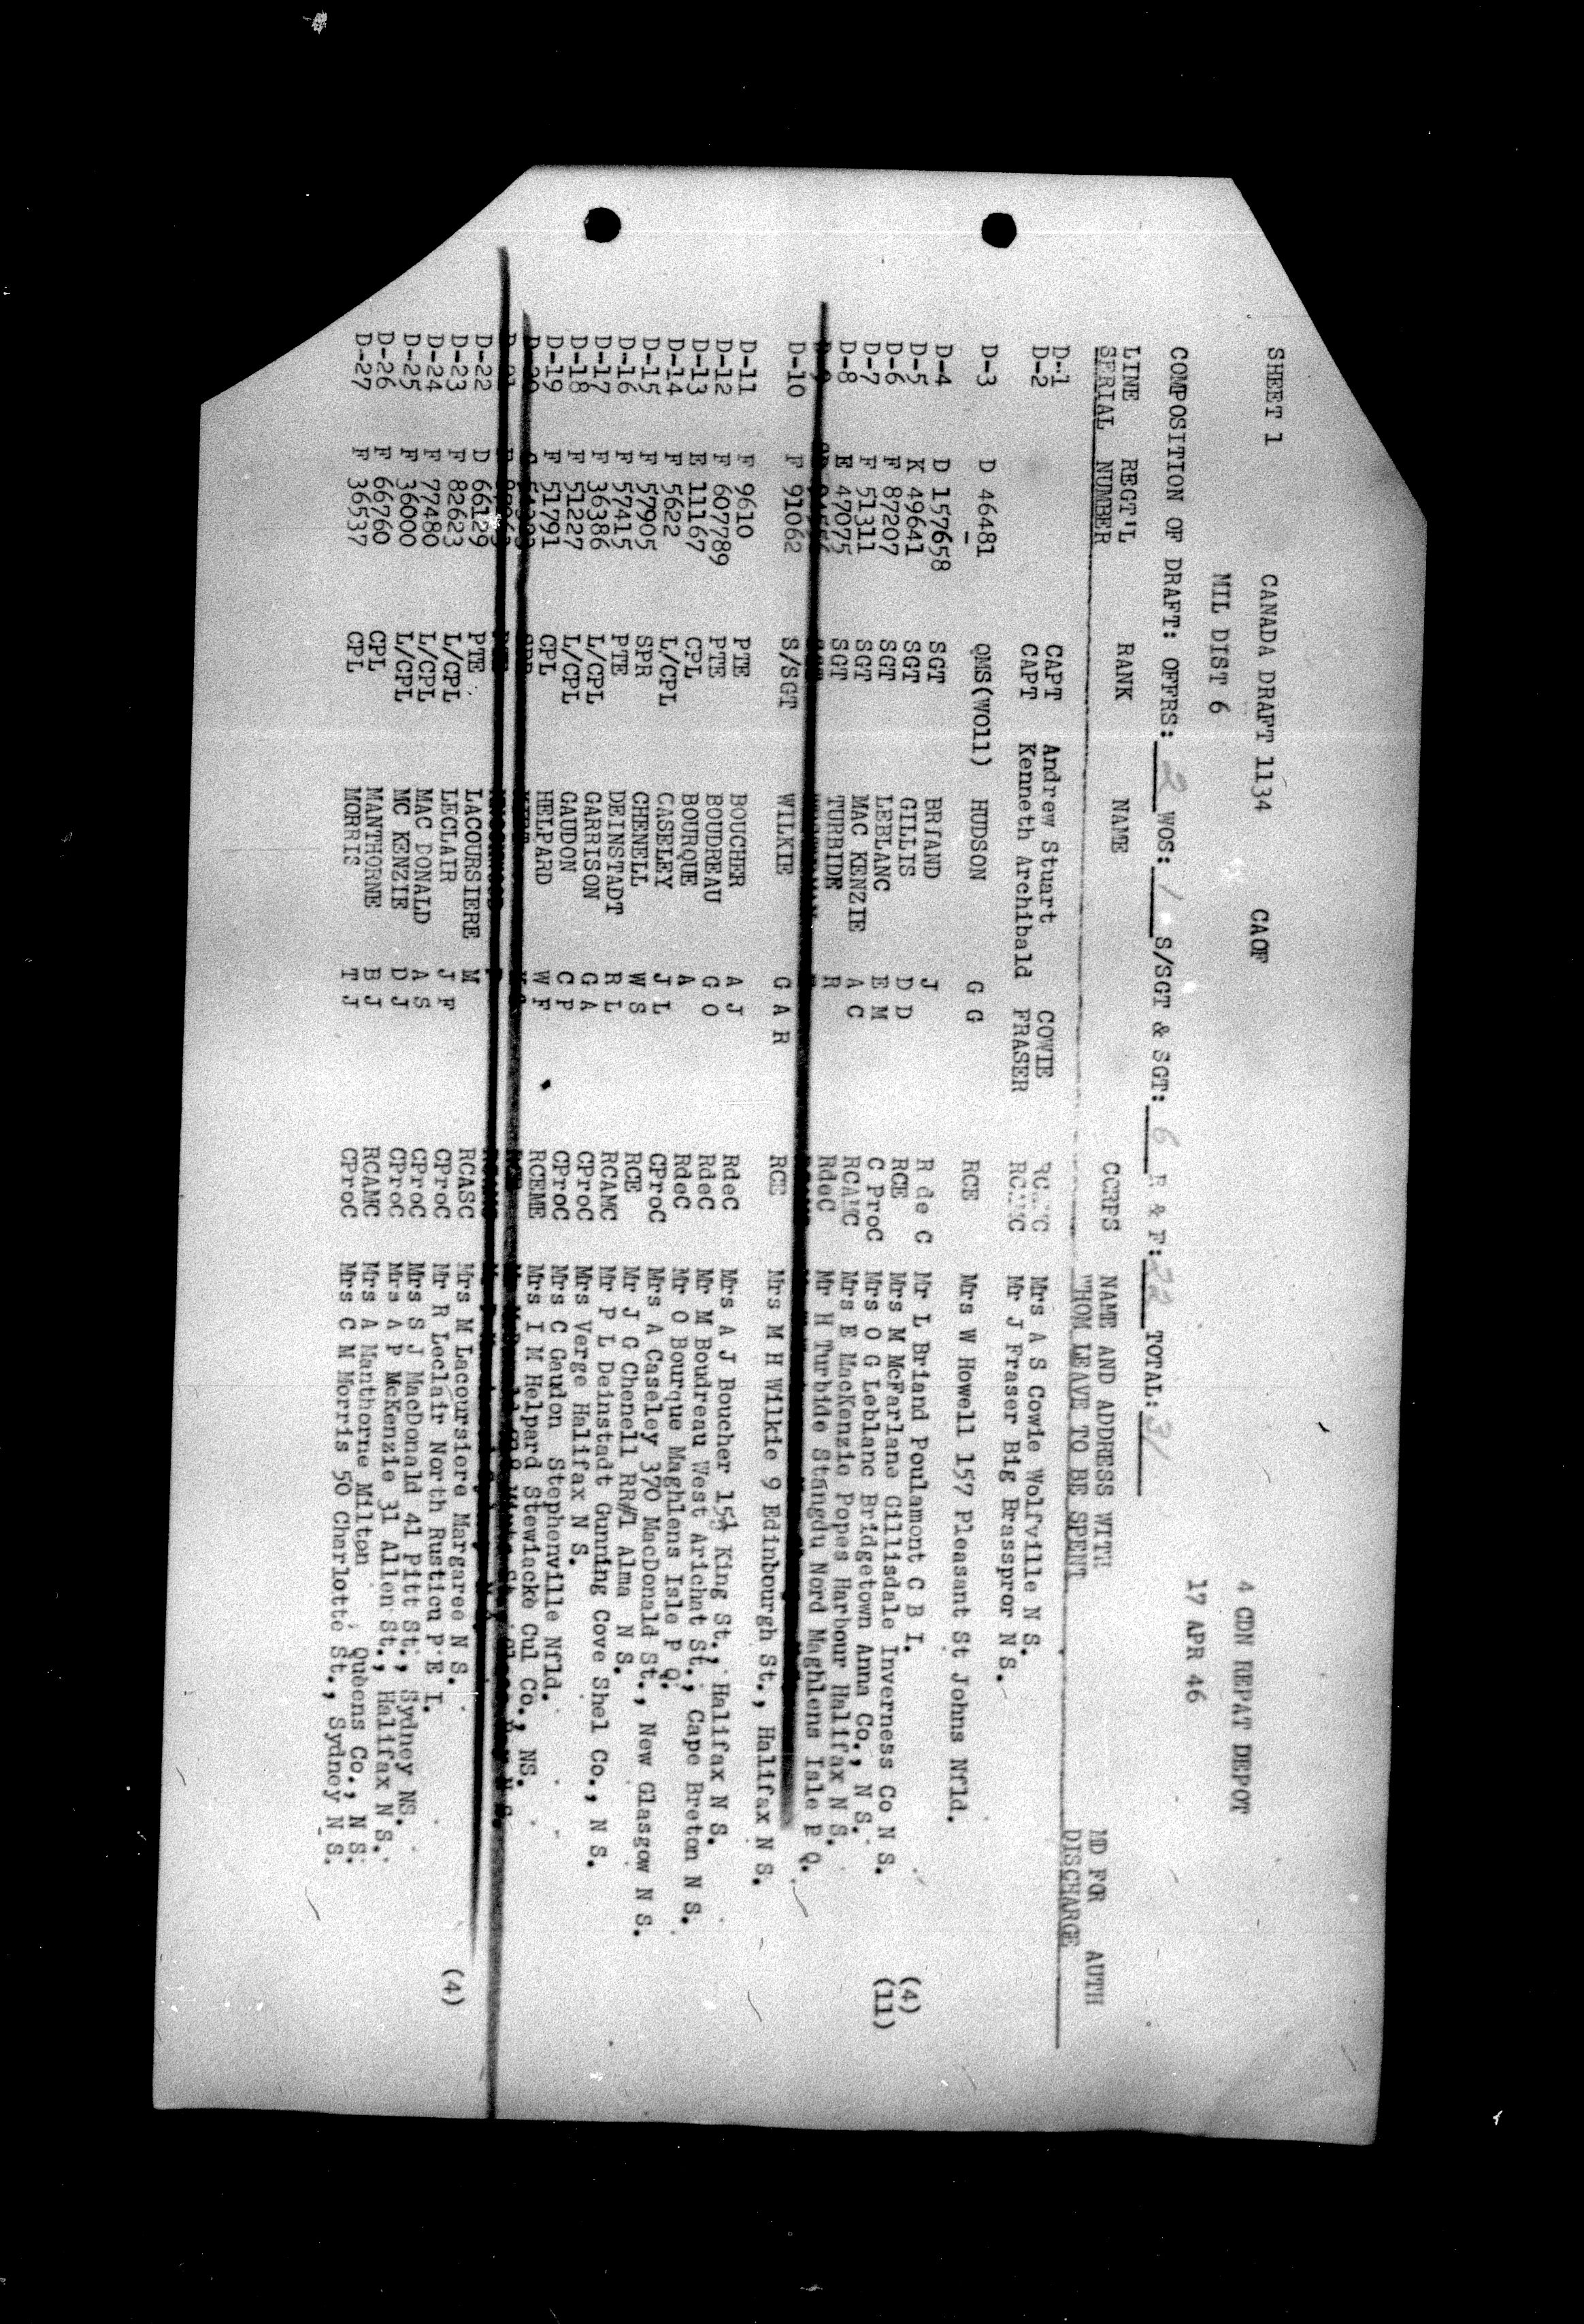 SHEET 1 CANADA DRAFT 1134 CAOF 4 CDN REPAT DEPOT
MIL DIST 6 17 APR 46
COMPOSITION OF DRAFT: OFFRS: 2 WOS: 1 S/SGT & SGT: 6 R & F: 22 TOTAL: 31
LINE REGT'L RANK NAME CORPS NAME AND ADDRESS WITH MD FOR AUTH
SERIAL NUMBER WHOM LEAVE TO BE SPENT DISCHARGE
D-1 CAPT Andrew Stuart COWIE Mrs A S Cowie Wolfville N S.
D-2 CAPT Kenneth Archibald FRASER Mr J Fraser Big Brasspror N S.
D-3 D 46481 QMS(WO11) HUDSON G G RCE Mrs W Howell 157 Pleasant St Johns Nfld.
D-4 D 157658 SGT BRIAND J R de C Mr L Briand Poulamont C B I.
D-5 K 49641 SGT GILLIS D D RCE Mrs M McFarlane Gillisdale Inverness Co N S. (4)
D-6 F 87207 SGT LEBLANC E M C ProC Mrs O G Leblanc Bridgetown Anna Co., N S. (11)
D-7 F 51311 SGT MAC KENZIE A C RCAMC Mrs E MacKenzie Popes Harbour Halifax N S.
D-8 E 47075 SGT TURBIDE R RdeC Mr H Turbide Stangdu Nord Maghlens Isle P Q.
D-9
D-10 F 91062 S/SGT WILKIE G A R RCE Mrs M H Wilkie 9 Edinbourgh St., Halifax N S.
D-11 F 9610 PTE BOUCHER A J RdeC Mrs A J Boucher 15½ King St., Halifax N S.
D-12 F 607789 PTE BOUDREAU G O RdeC Mr M Boudreau West Arichat St., Cape Breton N S.
D-13 E 11167 CPL BOURQUE A RdeC Mr O Bourque Maghlens Isle P Q.
D-14 F 5622 L/CPL CASELEY J L CProC Mrs A Caseley 370 MacDonald St., New Glasgow N S.
D-15 F 57905 SPR CHENELL W S RCE Mr J G Chenell RR#1 Alma N S.
D-16 F 57415 PTE DEINSTADT R L RCAMC Mr P L Deinstadt Gunning Cove Shel Co., N S.
D-17 F 36386 L/CPL GARRISON G A CProC Mrs Verge Halifax N S.
D-18 F 51227 L/CPL GAUDON C P CProC Mrs C Gaudon Stephenville Nfld.
D-19 F 51791 CPL HELPARD W F RCEME Mrs I M Helpard Stewiacke Cul Co., NS.
D-20
D-21
D-22 D 66129 PTE LACOURSIERE M RCASC Mrs M Lacoursiere Margaree N S.
D-23 F 82623 L/CPL LECLAIR J F CProC Mr R Leclair North Rusticu P E I. (4)
D-24 F 77480 L/CPL MAC DONALD A S CProC Mrs S J MacDonald 41 Pitt St., Sydney NS.
D-25 F 36000 L/CPL MC KENZIE D J CProC Mrs A P McKenzie 31 Allen St., Halifax N S.
D-26 F 66760 CPL MANTHORNE B J RCAMC Mrs A Manthorne Milton Queens Co., N S.
D-27 F 36537 CPL MORRIS T J CProC Mrs C M Morris 50 Charlotte St., Sydney N S.